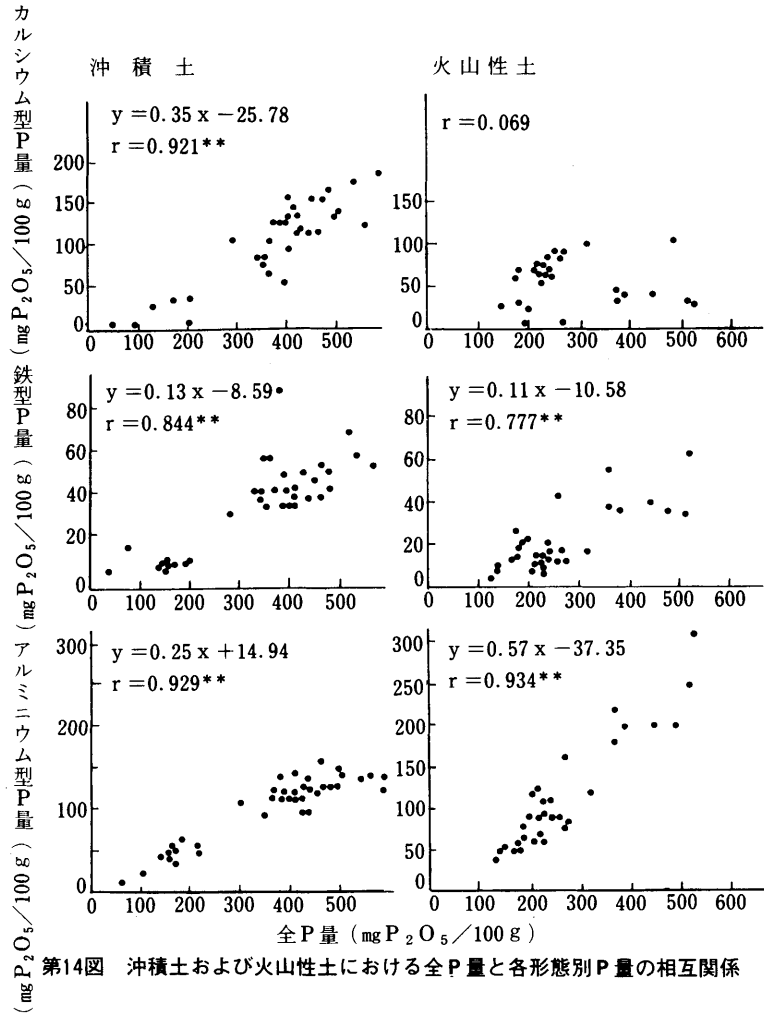 沖積土
火山性土
カルシウム型P量(mgP₂O₅/100g)
y=0.35x-25.78
r=0.921**
200
150
100
50
0
0 100 200 300 400 500
r=0.069
150
100
50
0
0 100 200 300 400 500 600
鉄型P量(mgP₂O₅/100g)
y=0.13x-8.59
r=0.844**
80
60
40
20
0
0 100 200 300 400 500
y=0.11x-10.58
r=0.777**
80
60
40
20
0
0 100 200 300 400 500 600
アルミニウム型P量(mgP₂O₅/100g)
y=0.25x+14.94
r=0.929**
300
200
100
0
0 100 200 300 400 500
y=0.57x-37.35
r=0.934**
300
250
200
150
100
50
0
0 100 200 300 400 500 600
全P量(mgP₂O₅/100g)
第14図 沖積土および火山性土における全P量と各形態別P量の相互関係